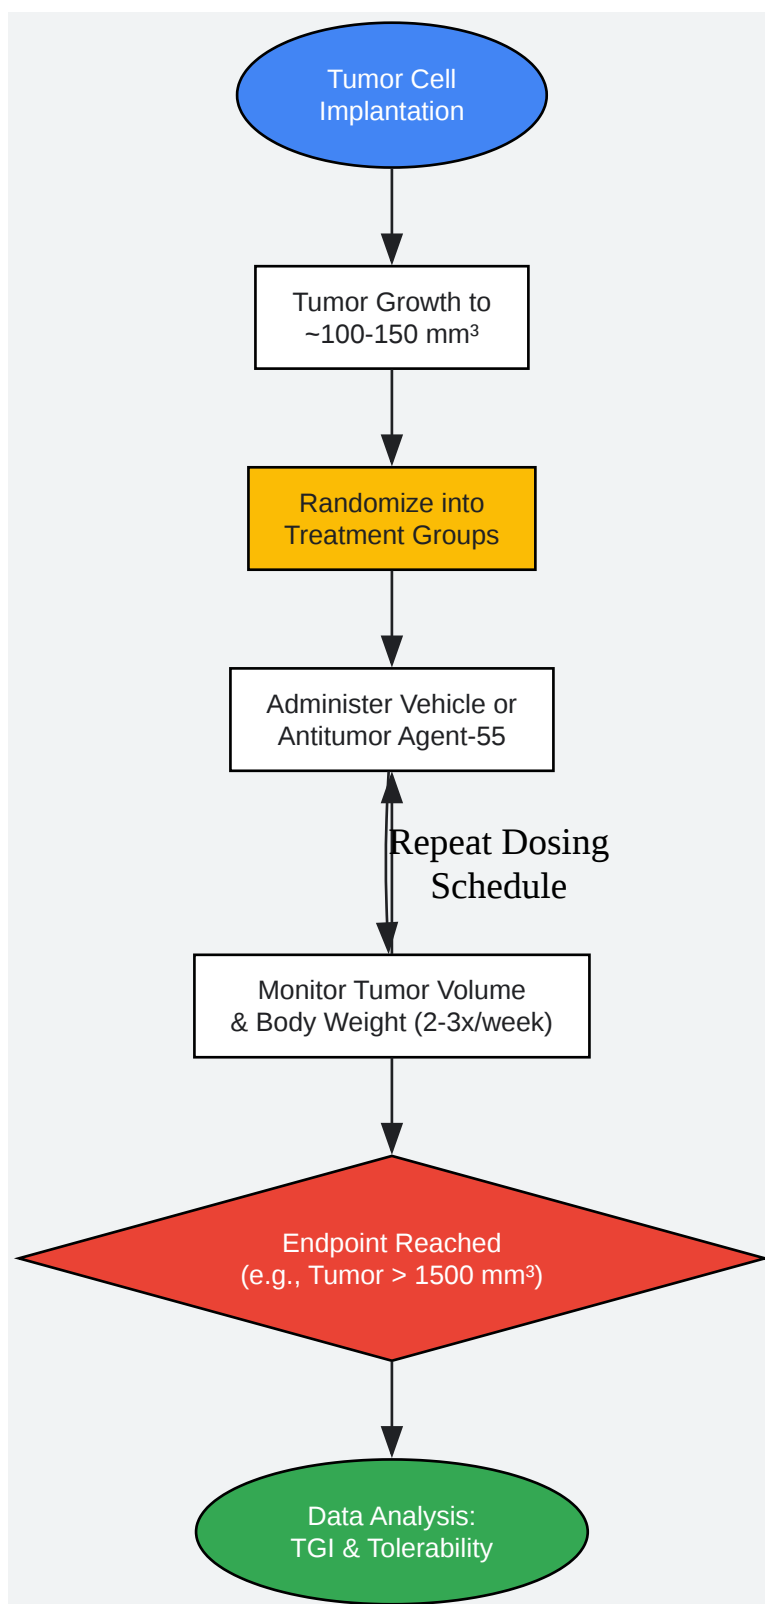 Tumor Cell
Implantation
Tumor Growth to
~100-150 mm³
Randomize into
Treatment Groups
Administer Vehicle or
Antitumor Agent-55
Repeat Dosing
Schedule
Monitor Tumor Volume
& Body Weight (2-3x/week)
Endpoint Reached
(e.g., Tumor > 1500 mm³)
Data Analysis:
TGI & Tolerability